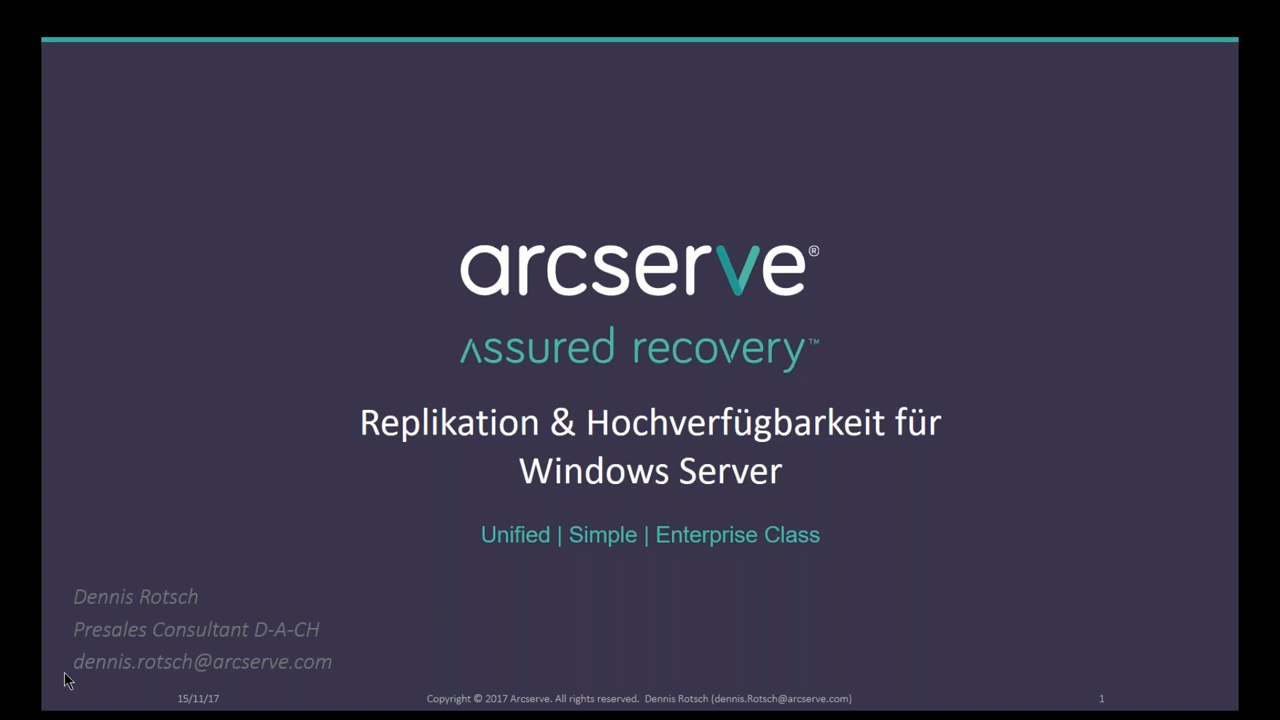 arcserve®
Assured recovery™
Replikation & Hochverfügbarkeit für
Windows Server
Unified | Simple | Enterprise Class
Dennis Rotsch
Presales Consultant D-A-CH
dennis.rotsch@arcserve.com
15/11/17 Copyright © 2017 Arcserve. All rights reserved. Dennis Rotsch {dennis.Rotsch@arcserve.com) 1